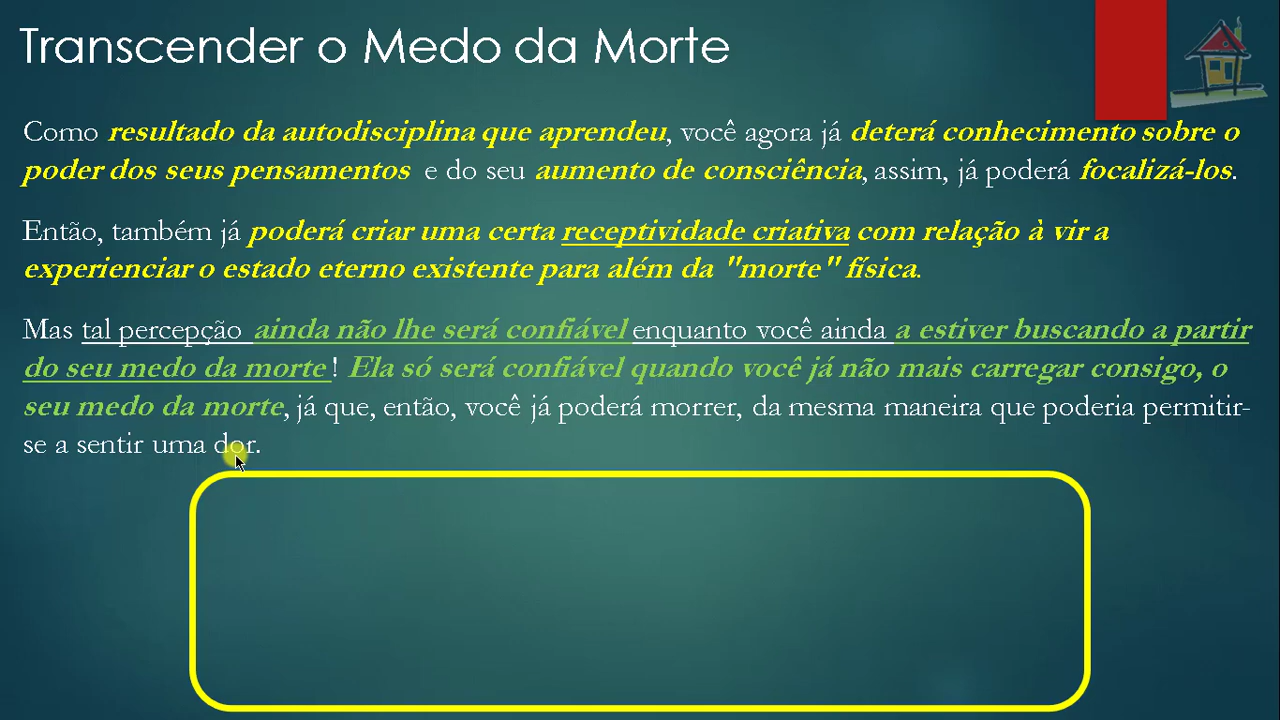 Transcender o Medo da Morte
Como resultado da autodisciplina que aprendeu, você agora já deterá conhecimento sobre o
poder dos seus pensamentos e do seu aumento de consciência, assim, já poderá focalizá-los.
Então, também já poderá criar uma certa receptividade criativa com relação à vir a
experienciar o estado eterno existente para além da "morte" física.
Mas tal percepção ainda não lhe será confiável enquanto você ainda a estiver buscando a partir
do seu medo da morte ! Ela só será confiável quando você já não mais carregar consigo, o
seu medo da morte, já que, então, você já poderá morrer, da mesma maneira que poderia permitir-
se a sentir uma dor.